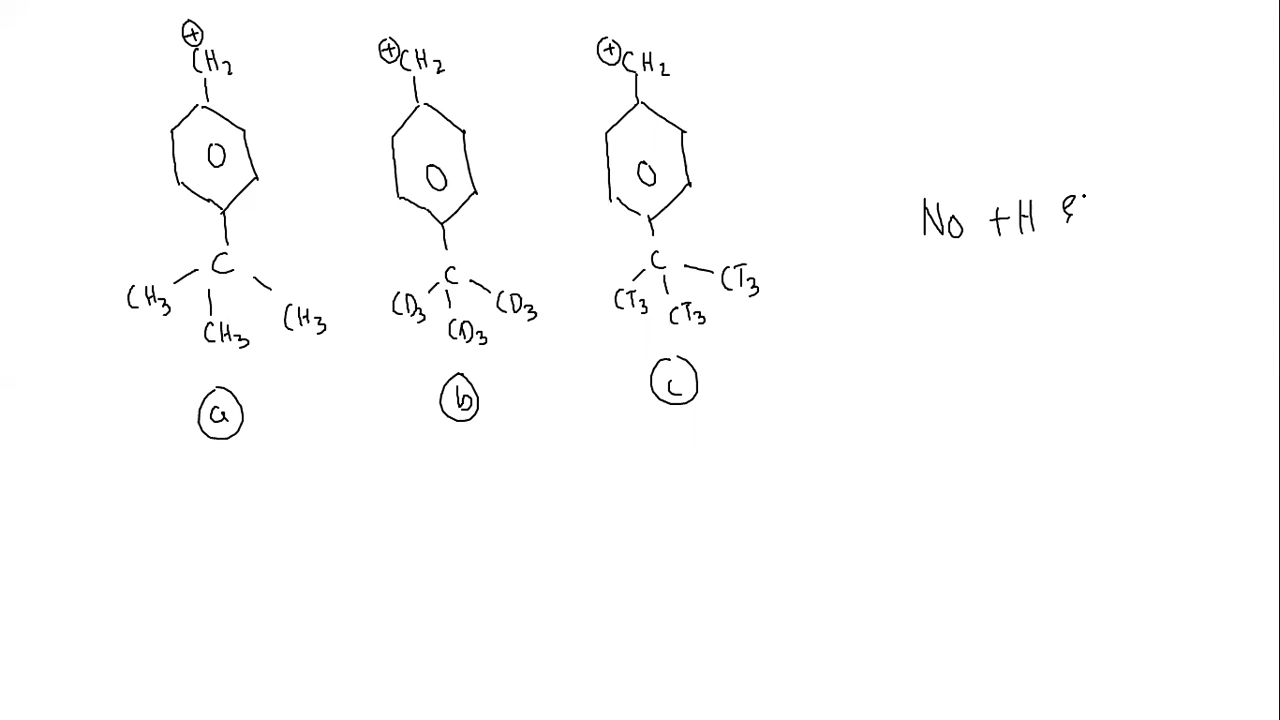 ⊕CH2 ⊕CH2 ⊕CH2
C C C
CH3 CH3 CH3 CD3 CD3 CD3 CT3 CT3 CT3
a b c
No +H